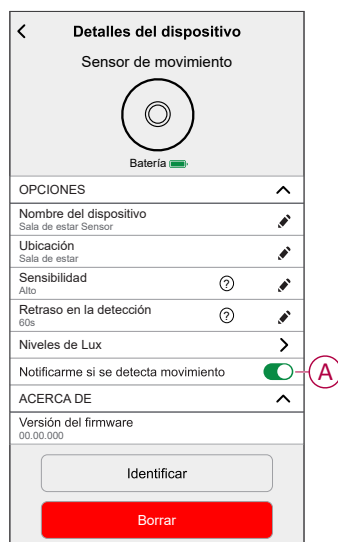 Detalles del dispositivo
Sensor de movimiento
Batería
OPCIONES
Nombre del dispositivo
Sala de estar Sensor
Ubicación
Sala de estar
Sensibilidad ?
Alto
Retraso en la detección ?
60s
Niveles de Lux
Notificarme si se detecta movimiento A
ACERCA DE
Versión del firmware
00.00.000
Identificar
Borrar